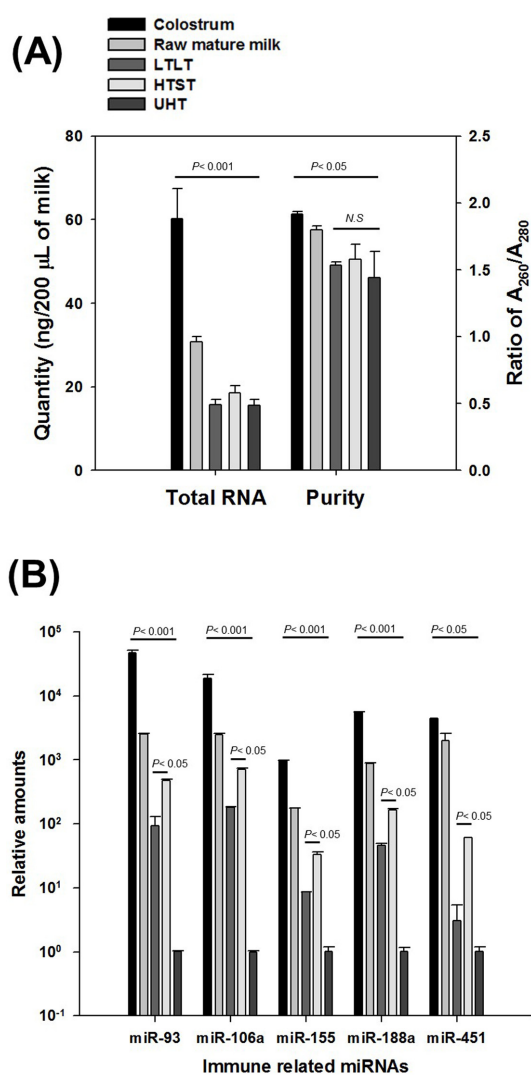 (A)
Colostrum
Raw mature milk
LTLT
HTST
UHT
80
60
40
20
0
Quantity (ng/200 µL of milk)
P< 0.001
P< 0.05
N.S
2.5
2.0
1.5
1.0
0.5
0.0
Ratio of A260/A280
Total RNA Purity
(B)
10^5
10^4
10^3
10^2
10^1
10^0
10^-1
Relative amounts
P< 0.001 P< 0.001 P< 0.001 P< 0.001 P< 0.05
P< 0.05
P< 0.05
P< 0.05
P< 0.05
P< 0.05
miR-93 miR-106a miR-155 miR-188a miR-451
Immune related miRNAs